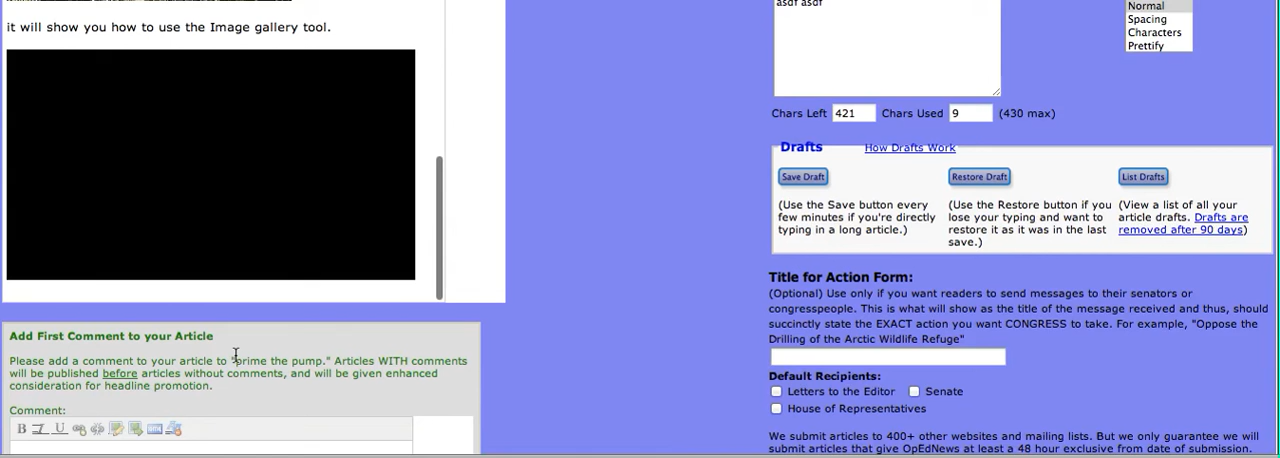 it will show you how to use the Image gallery tool.
Add First Comment to your Article
Please add a comment to your article to "prime the pump." Articles WITH comments
will be published before articles without comments, and will be given enhanced
consideration for headline promotion.
Comment:
B I U
asdf asdf
Normal
Spacing
Characters
Prettify
Chars Left 421 Chars Used 9 (430 max)
Drafts How Drafts Work
Save Draft Restore Draft List Drafts
(Use the Save button every
few minutes if you're directly
typing in a long article.)
(Use the Restore button if you
lose your typing and want to
restore it as it was in the last
save.)
(View a list of all your
article drafts. Drafts are
removed after 90 days)
Title for Action Form:
(Optional) Use only if you want readers to send messages to their senators or
congresspeople. This is what will show as the title of the message received and thus, should
succinctly state the EXACT action you want CONGRESS to take. For example, "Oppose the
Drilling of the Arctic Wildlife Refuge"
Default Recipients:
Letters to the Editor Senate
House of Representatives
We submit articles to 400+ other websites and mailing lists. But we only guarantee we will
submit articles that give OpEdNews at least a 48 hour exclusive from date of submission.